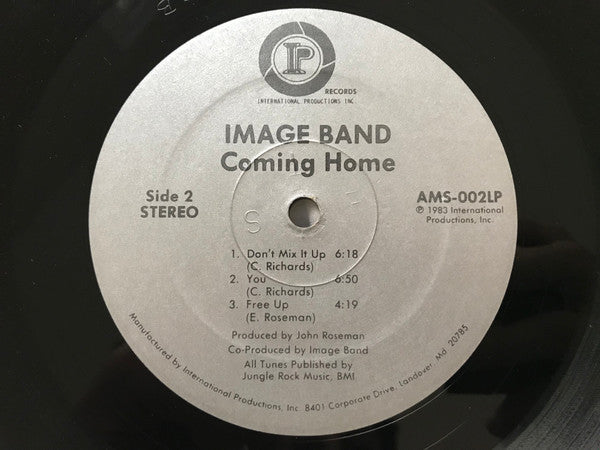 IP
RECORDS
INTERNATIONAL PRODUCTIONS INC
IMAGE BAND
Coming Home
Side 2
STEREO
AMS-002LP
℗ 1983 International
Productions, Inc.
S
1. Don't Mix It Up 6:18
(C. Richards)
2. You 6:50
(C. Richards)
3. Free Up 4:19
(E. Roseman)
Produced by John Roseman
Co-Produced by Image Band
All Tunes Published by
Jungle Rock Music, BMI
Manufactured by International Productions, Inc. 8401 Corporate Drive, Landover, Md 20785